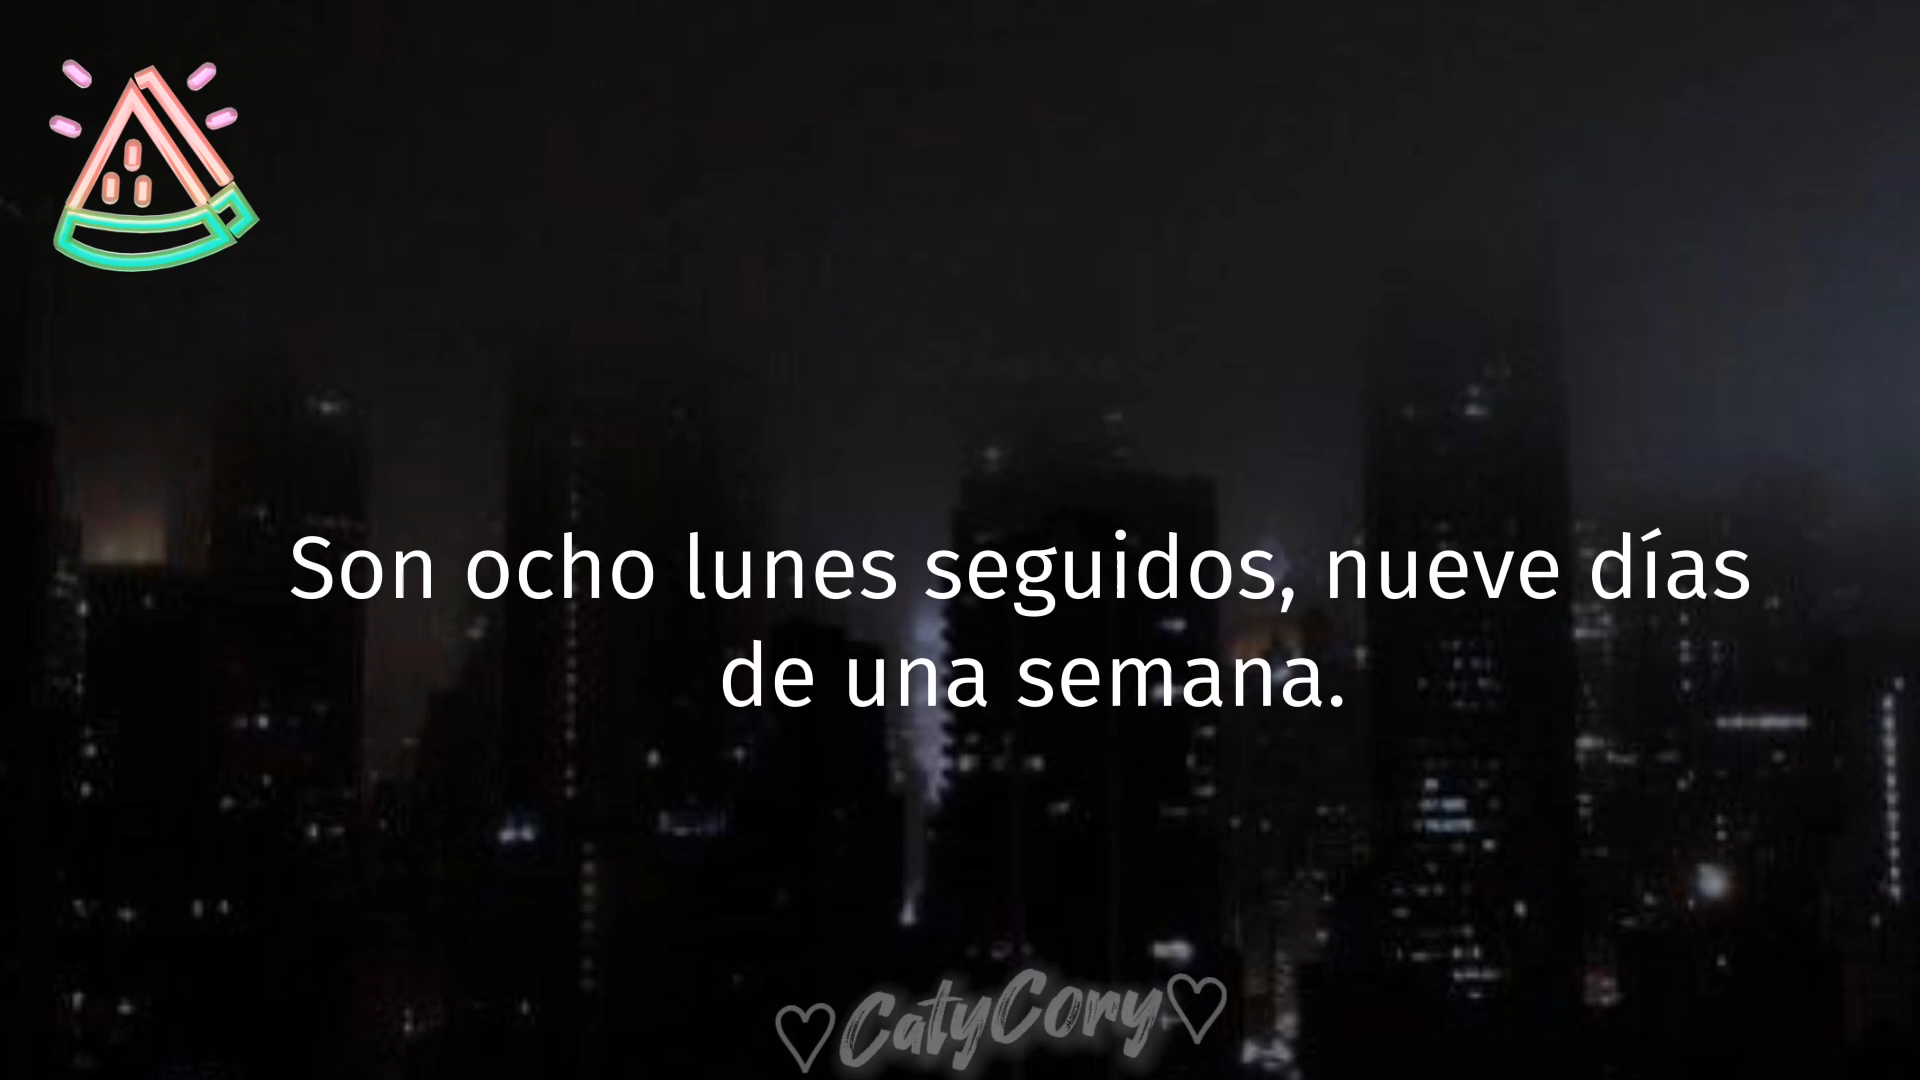 Son ocho lunes seguidos, nueve días
de una semana.
♡CatyCory♡